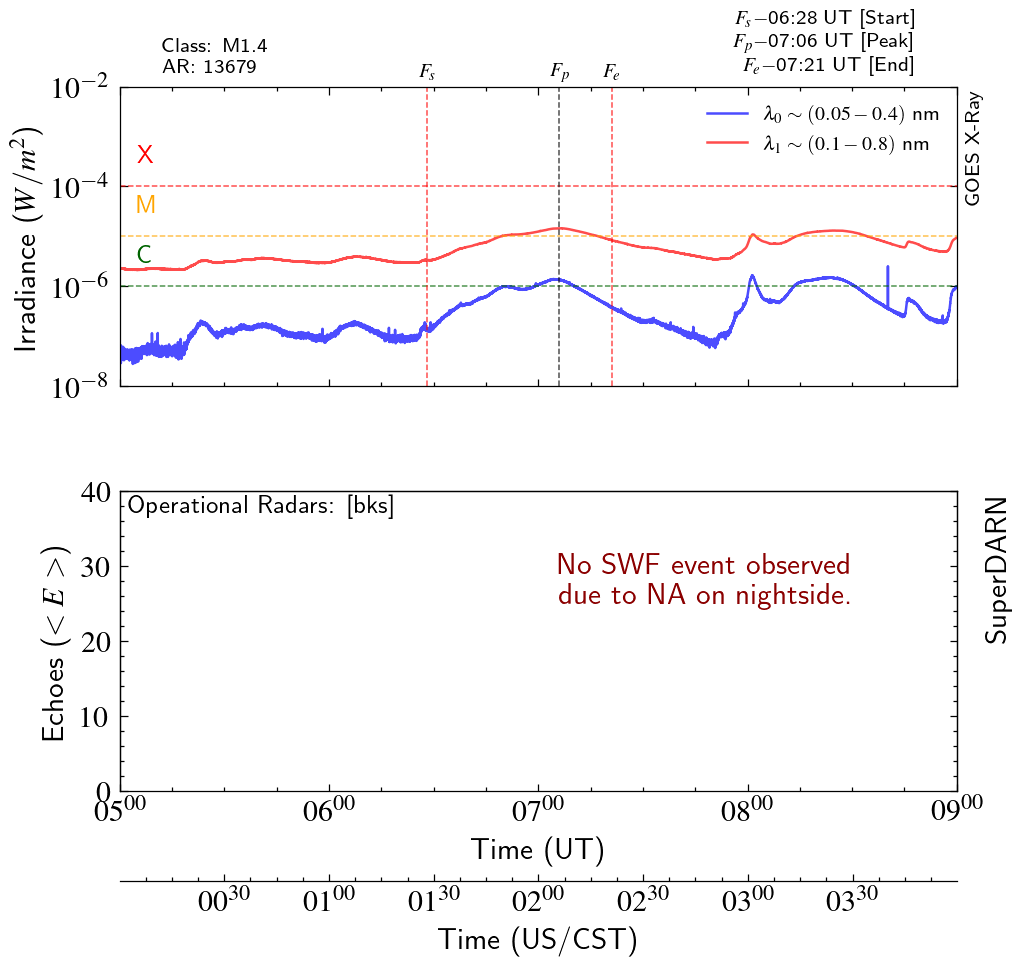 Class: M1.4
AR: 13679
Fₛ−06:28 UT [Start]
Fₚ−07:06 UT [Peak]
Fₑ−07:21 UT [End]
Fₛ
Fₚ
Fₑ
10⁻²
10⁻⁴
10⁻⁶
10⁻⁸
Irradiance (W/m²)
X
M
C
λ₀ ∼ (0.05 − 0.4) nm
λ₁ ∼ (0.1 − 0.8) nm
GOES X-Ray
40
30
20
10
0
Echoes (< E >)
Operational Radars: [bks]
No SWF event observed
due to NA on nightside.
SuperDARN
05⁰⁰ 06⁰⁰ 07⁰⁰ 08⁰⁰ 09⁰⁰
Time (UT)
00³⁰ 01⁰⁰ 01³⁰ 02⁰⁰ 02³⁰ 03⁰⁰ 03³⁰
Time (US/CST)